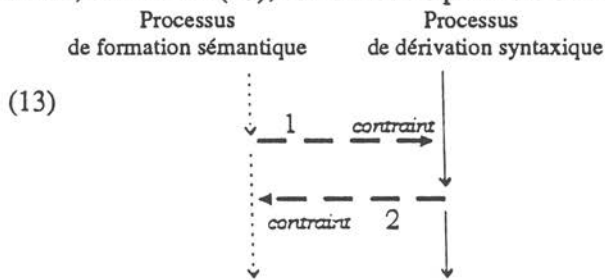 Processus Processus
de formation sémantique de dérivation syntaxique
(13)
1 contraint
contraint 2